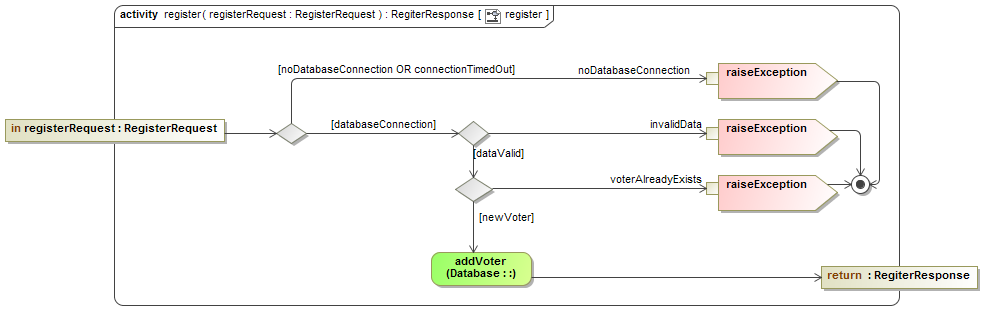 activity register( registerRequest : RegisterRequest ) : RegiterResponse [ register ]
[noDatabaseConnection OR connectionTimedOut]
noDatabaseConnection
raiseException
in registerRequest : RegisterRequest
[databaseConnection]
invalidData
raiseException
[dataValid]
voterAlreadyExists
raiseException
[newVoter]
addVoter
(Database : :)
return : RegiterResponse